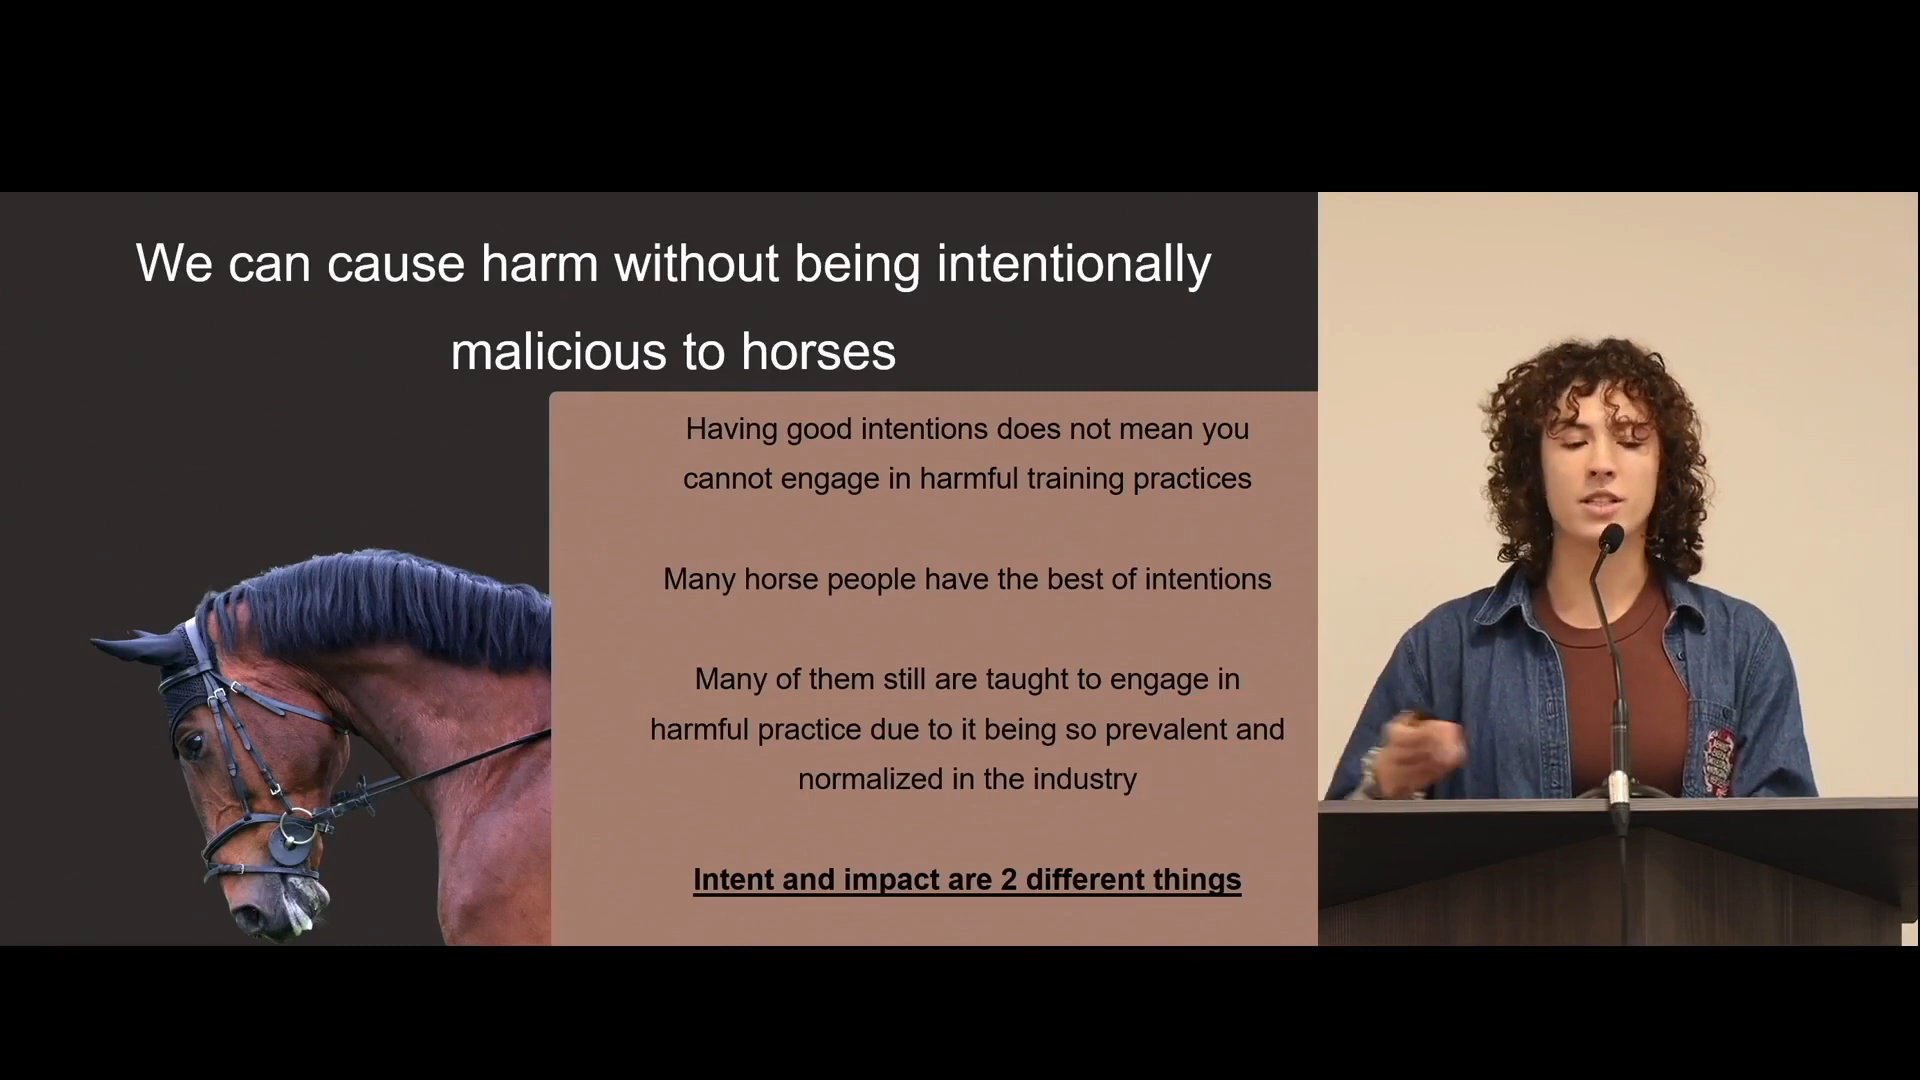 We can cause harm without being intentionally
malicious to horses
Having good intentions does not mean you
cannot engage in harmful training practices
Many horse people have the best of intentions
Many of them still are taught to engage in
harmful practice due to it being so prevalent and
normalized in the industry
Intent and impact are 2 different things